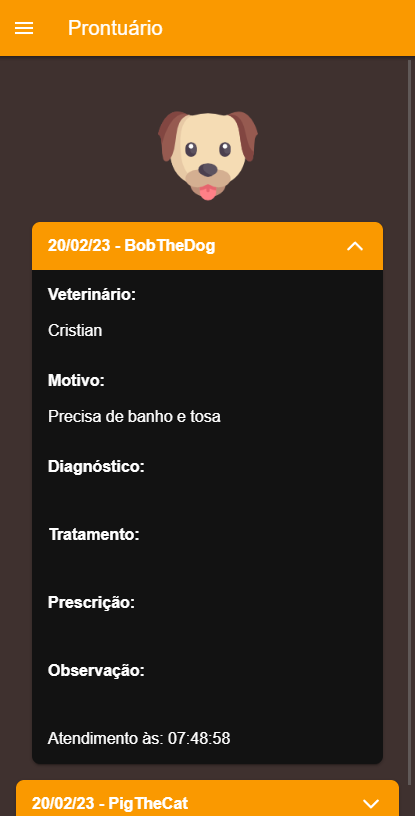 Prontuário
20/02/23 - BobTheDog
Veterinário:
Cristian
Motivo:
Precisa de banho e tosa
Diagnóstico:
Tratamento:
Prescrição:
Observação:
Atendimento às: 07:48:58
20/02/23 - PigTheCat